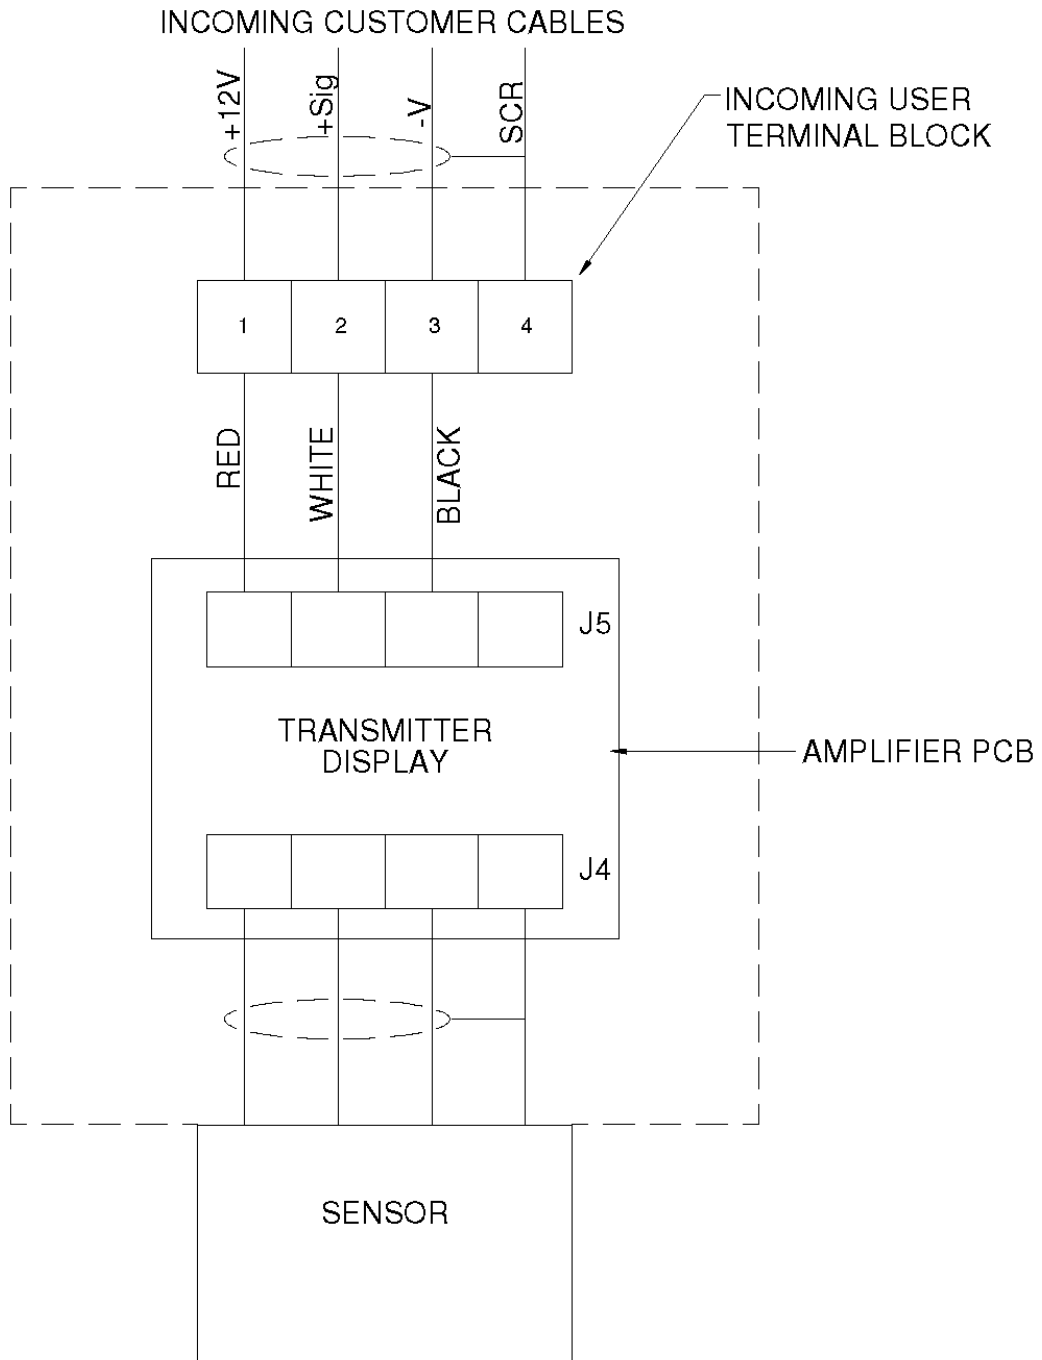 INCOMING CUSTOMER CABLES
+12V
+Sig
-V
SCR
INCOMING USER
TERMINAL BLOCK
1
2
3
4
RED
WHITE
BLACK
J5
TRANSMITTER
DISPLAY
AMPLIFIER PCB
J4
SENSOR